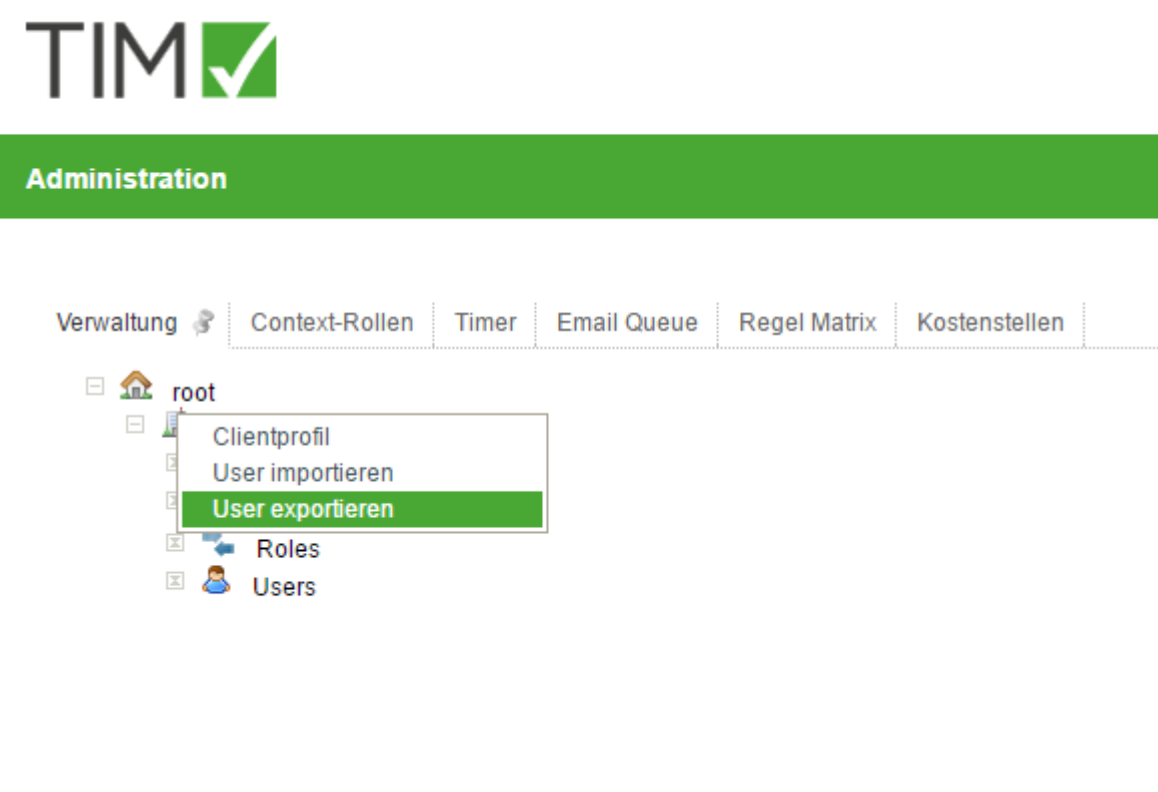 TIM
Administration
Verwaltung Context-Rollen Timer Email Queue Regel Matrix Kostenstellen
root
Clientprofil
User importieren
User exportieren
Roles
Users